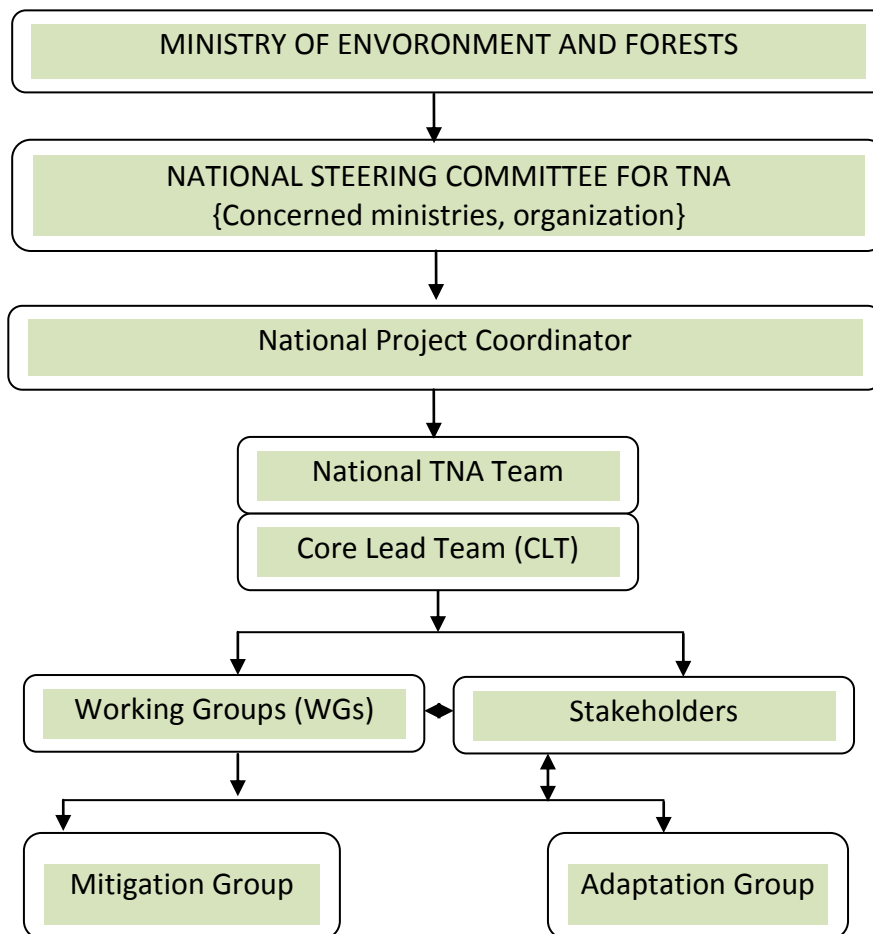 MINISTRY OF ENVORONMENT AND FORESTS
NATIONAL STEERING COMMITTEE FOR TNA
{Concerned ministries, organization}
National Project Coordinator
National TNA Team
Core Lead Team (CLT)
Working Groups (WGs)
Stakeholders
Mitigation Group
Adaptation Group